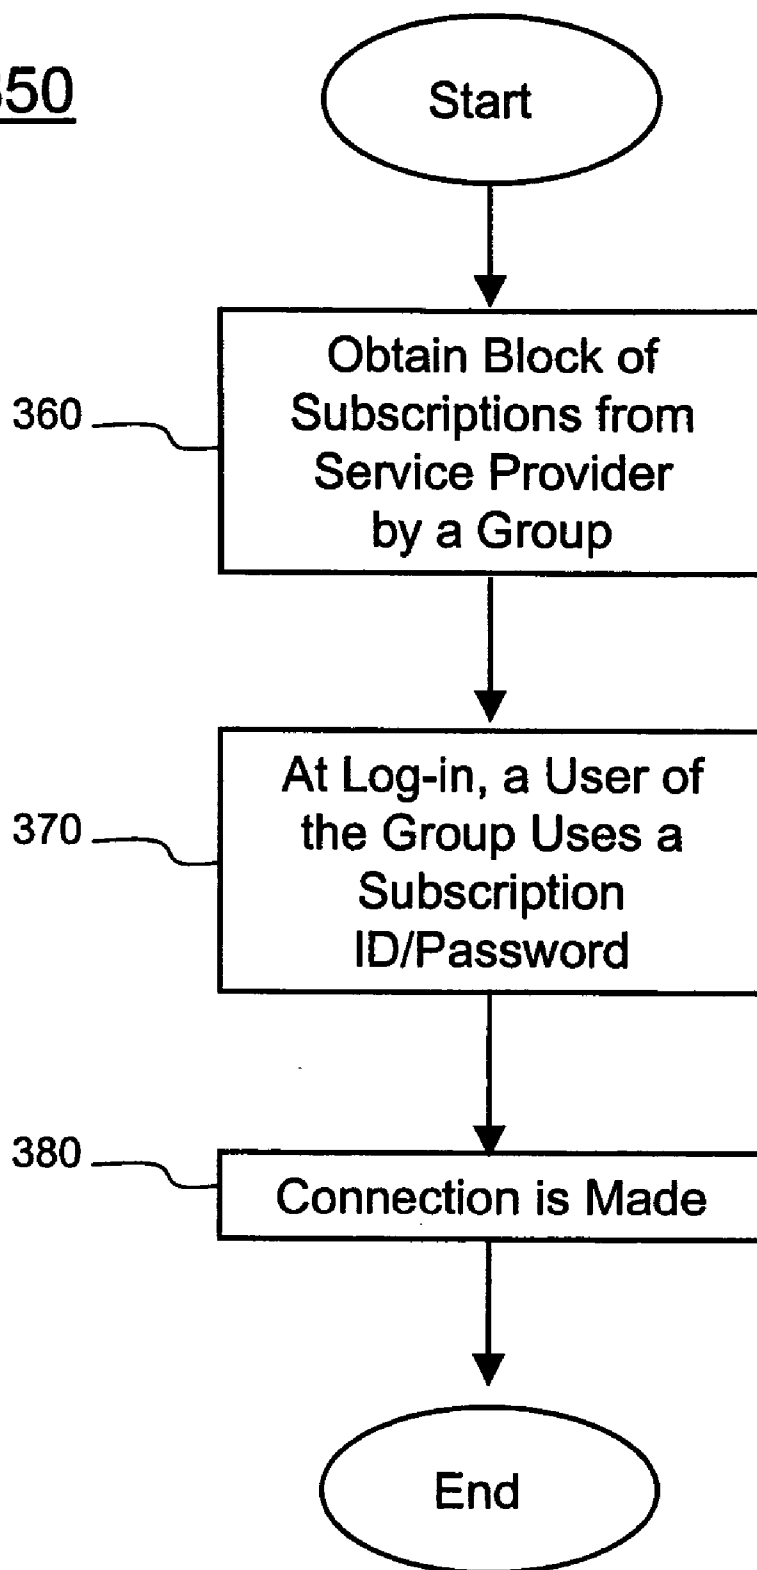 350
Start
360
Obtain Block of
Subscriptions from
Service Provider
by a Group
370
At Log-in, a User of
the Group Uses a
Subscription
ID/Password
380
Connection is Made
End